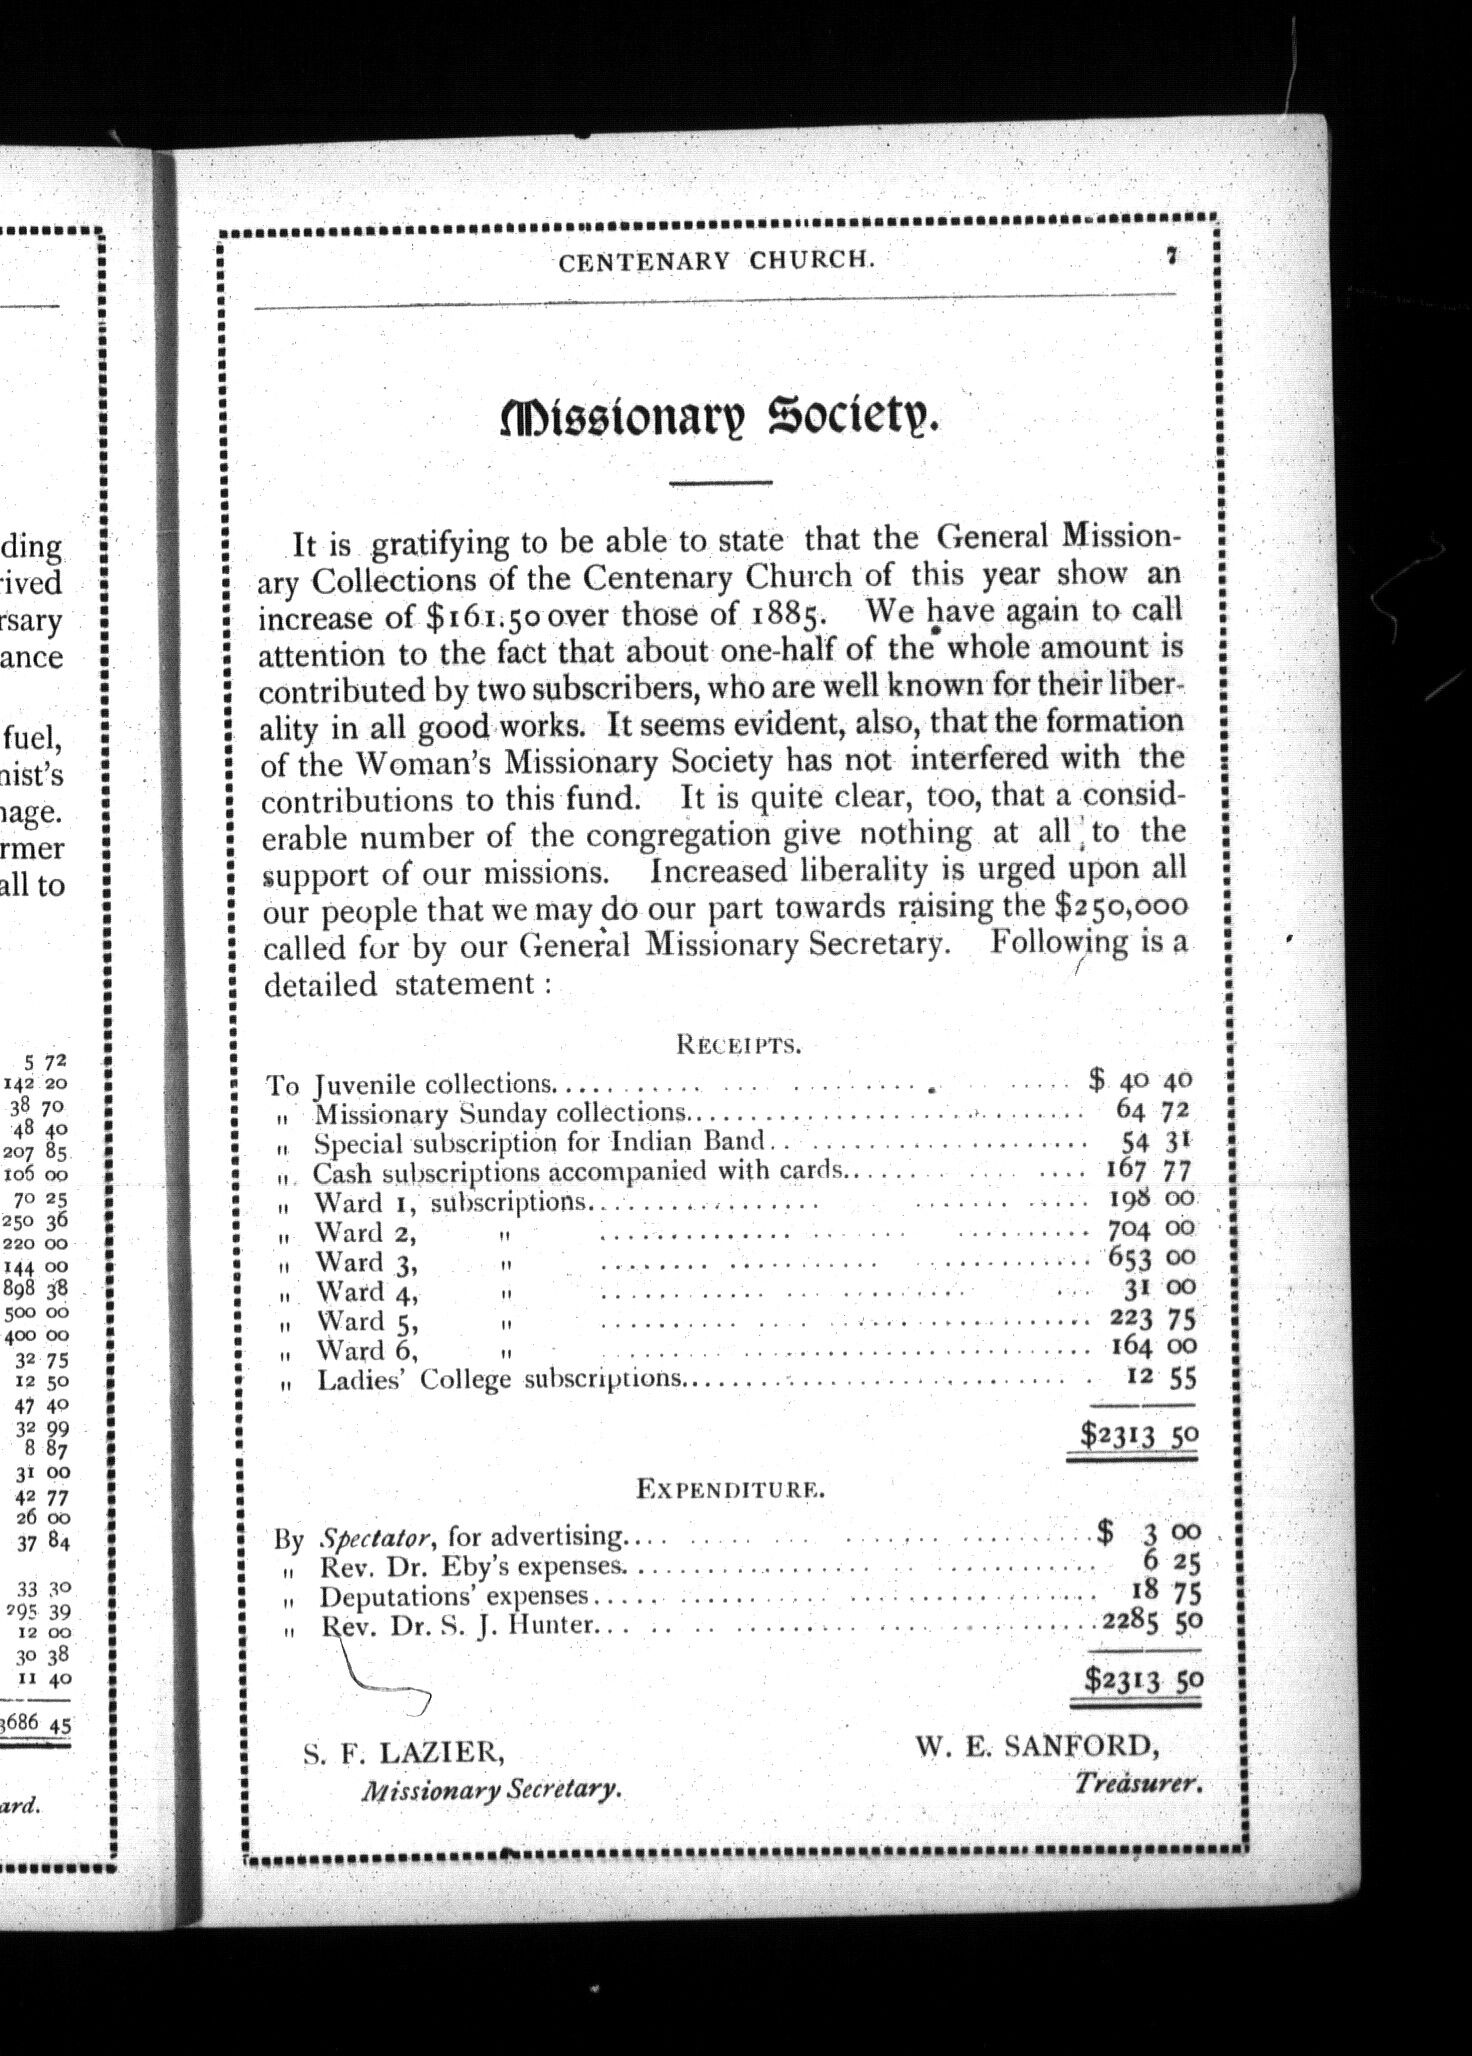 ding
rived
rsary
ance
fuel,
nist's
nage.
rmer
all to
5 72
142 20
38 70
48 40
207 85
106 00
70 25
250 36
220 00
144 00
898 38
500 00
400 00
32 75
12 50
47 40
32 99
8 87
31 00
42 77
26 00
37 84
33 30
295 39
12 00
30 38
11 40
3686 45
ard.
CENTENARY CHURCH. 7
Missionary Society.
It is gratifying to be able to state that the General Mission-
ary Collections of the Centenary Church of this year show an
increase of $161.50 over those of 1885. We have again to call
attention to the fact that about one-half of the whole amount is
contributed by two subscribers, who are well known for their liber-
ality in all good works. It seems evident, also, that the formation
of the Woman's Missionary Society has not interfered with the
contributions to this fund. It is quite clear, too, that a consid-
erable number of the congregation give nothing at all to the
support of our missions. Increased liberality is urged upon all
our people that we may do our part towards raising the $250,000
called for by our General Missionary Secretary. Following is a
detailed statement :
RECEIPTS.
To Juvenile collections.... $ 40 40
" Missionary Sunday collections.... 64 72
" Special subscription for Indian Band.... 54 31
" Cash subscriptions accompanied with cards.... 167 77
" Ward 1, subscriptions.... 198 00
" Ward 2, " .... 704 00
" Ward 3, " .... 653 00
" Ward 4, " .... 31 00
" Ward 5, " .... 223 75
" Ward 6, " .... 164 00
" Ladies' College subscriptions.... 12 55
$2313 50
EXPENDITURE.
By Spectator, for advertising.... $ 3 00
" Rev. Dr. Eby's expenses.... 6 25
" Deputations' expenses.... 18 75
" Rev. Dr. S. J. Hunter.... 2285 50
$2313 50
S. F. LAZIER, W. E. SANFORD,
Missionary Secretary. Treasurer.